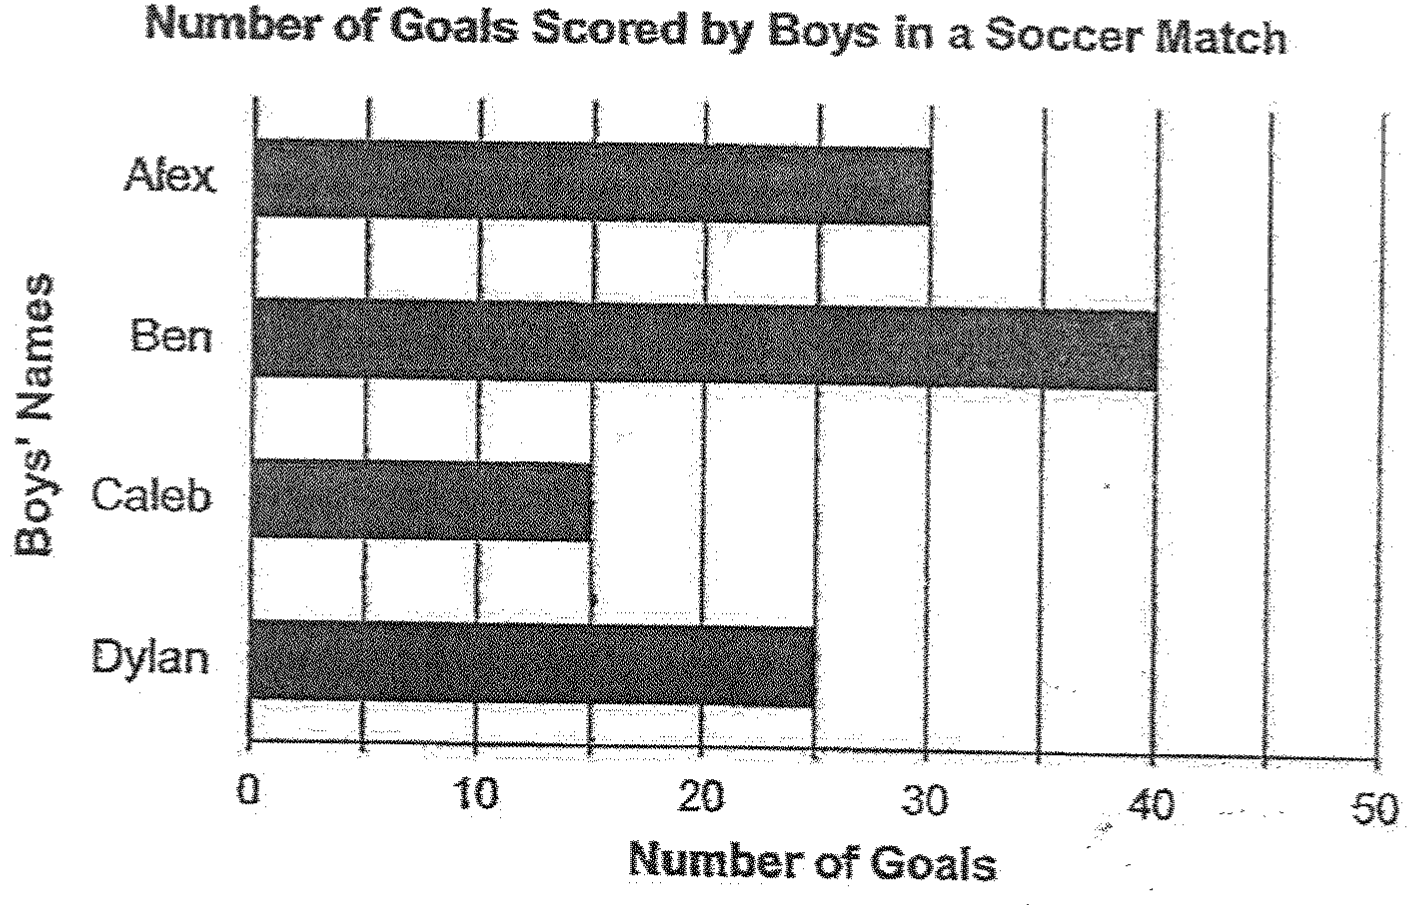 Number of Goals Scored by Boys in a Soccer Match
Boys' Names
Alex
Ben
Caleb
Dylan
0 10 20 30 40 50
Number of Goals